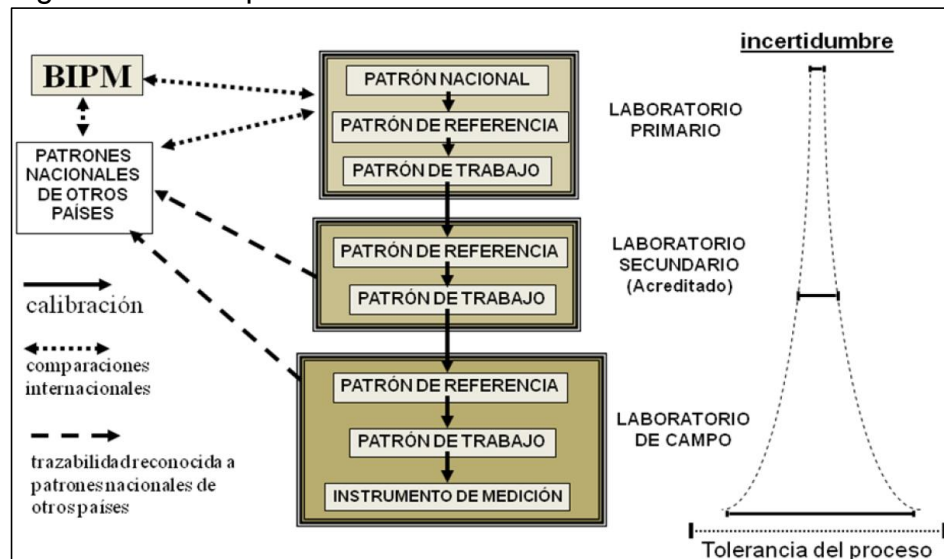 BIPM
PATRONES
NACIONALES
DE OTROS
PAÍSES
calibración
comparaciones
internacionales
trazabilidad reconocida a
patrones nacionales de
otros países
PATRÓN NACIONAL
PATRÓN DE REFERENCIA
PATRÓN DE TRABAJO
PATRÓN DE REFERENCIA
PATRÓN DE TRABAJO
PATRÓN DE REFERENCIA
PATRÓN DE TRABAJO
INSTRUMENTO DE MEDICIÓN
LABORATORIO
PRIMARIO
LABORATORIO
SECUNDARIO
(Acreditado)
LABORATORIO
DE CAMPO
incertidumbre
Tolerancia del proceso